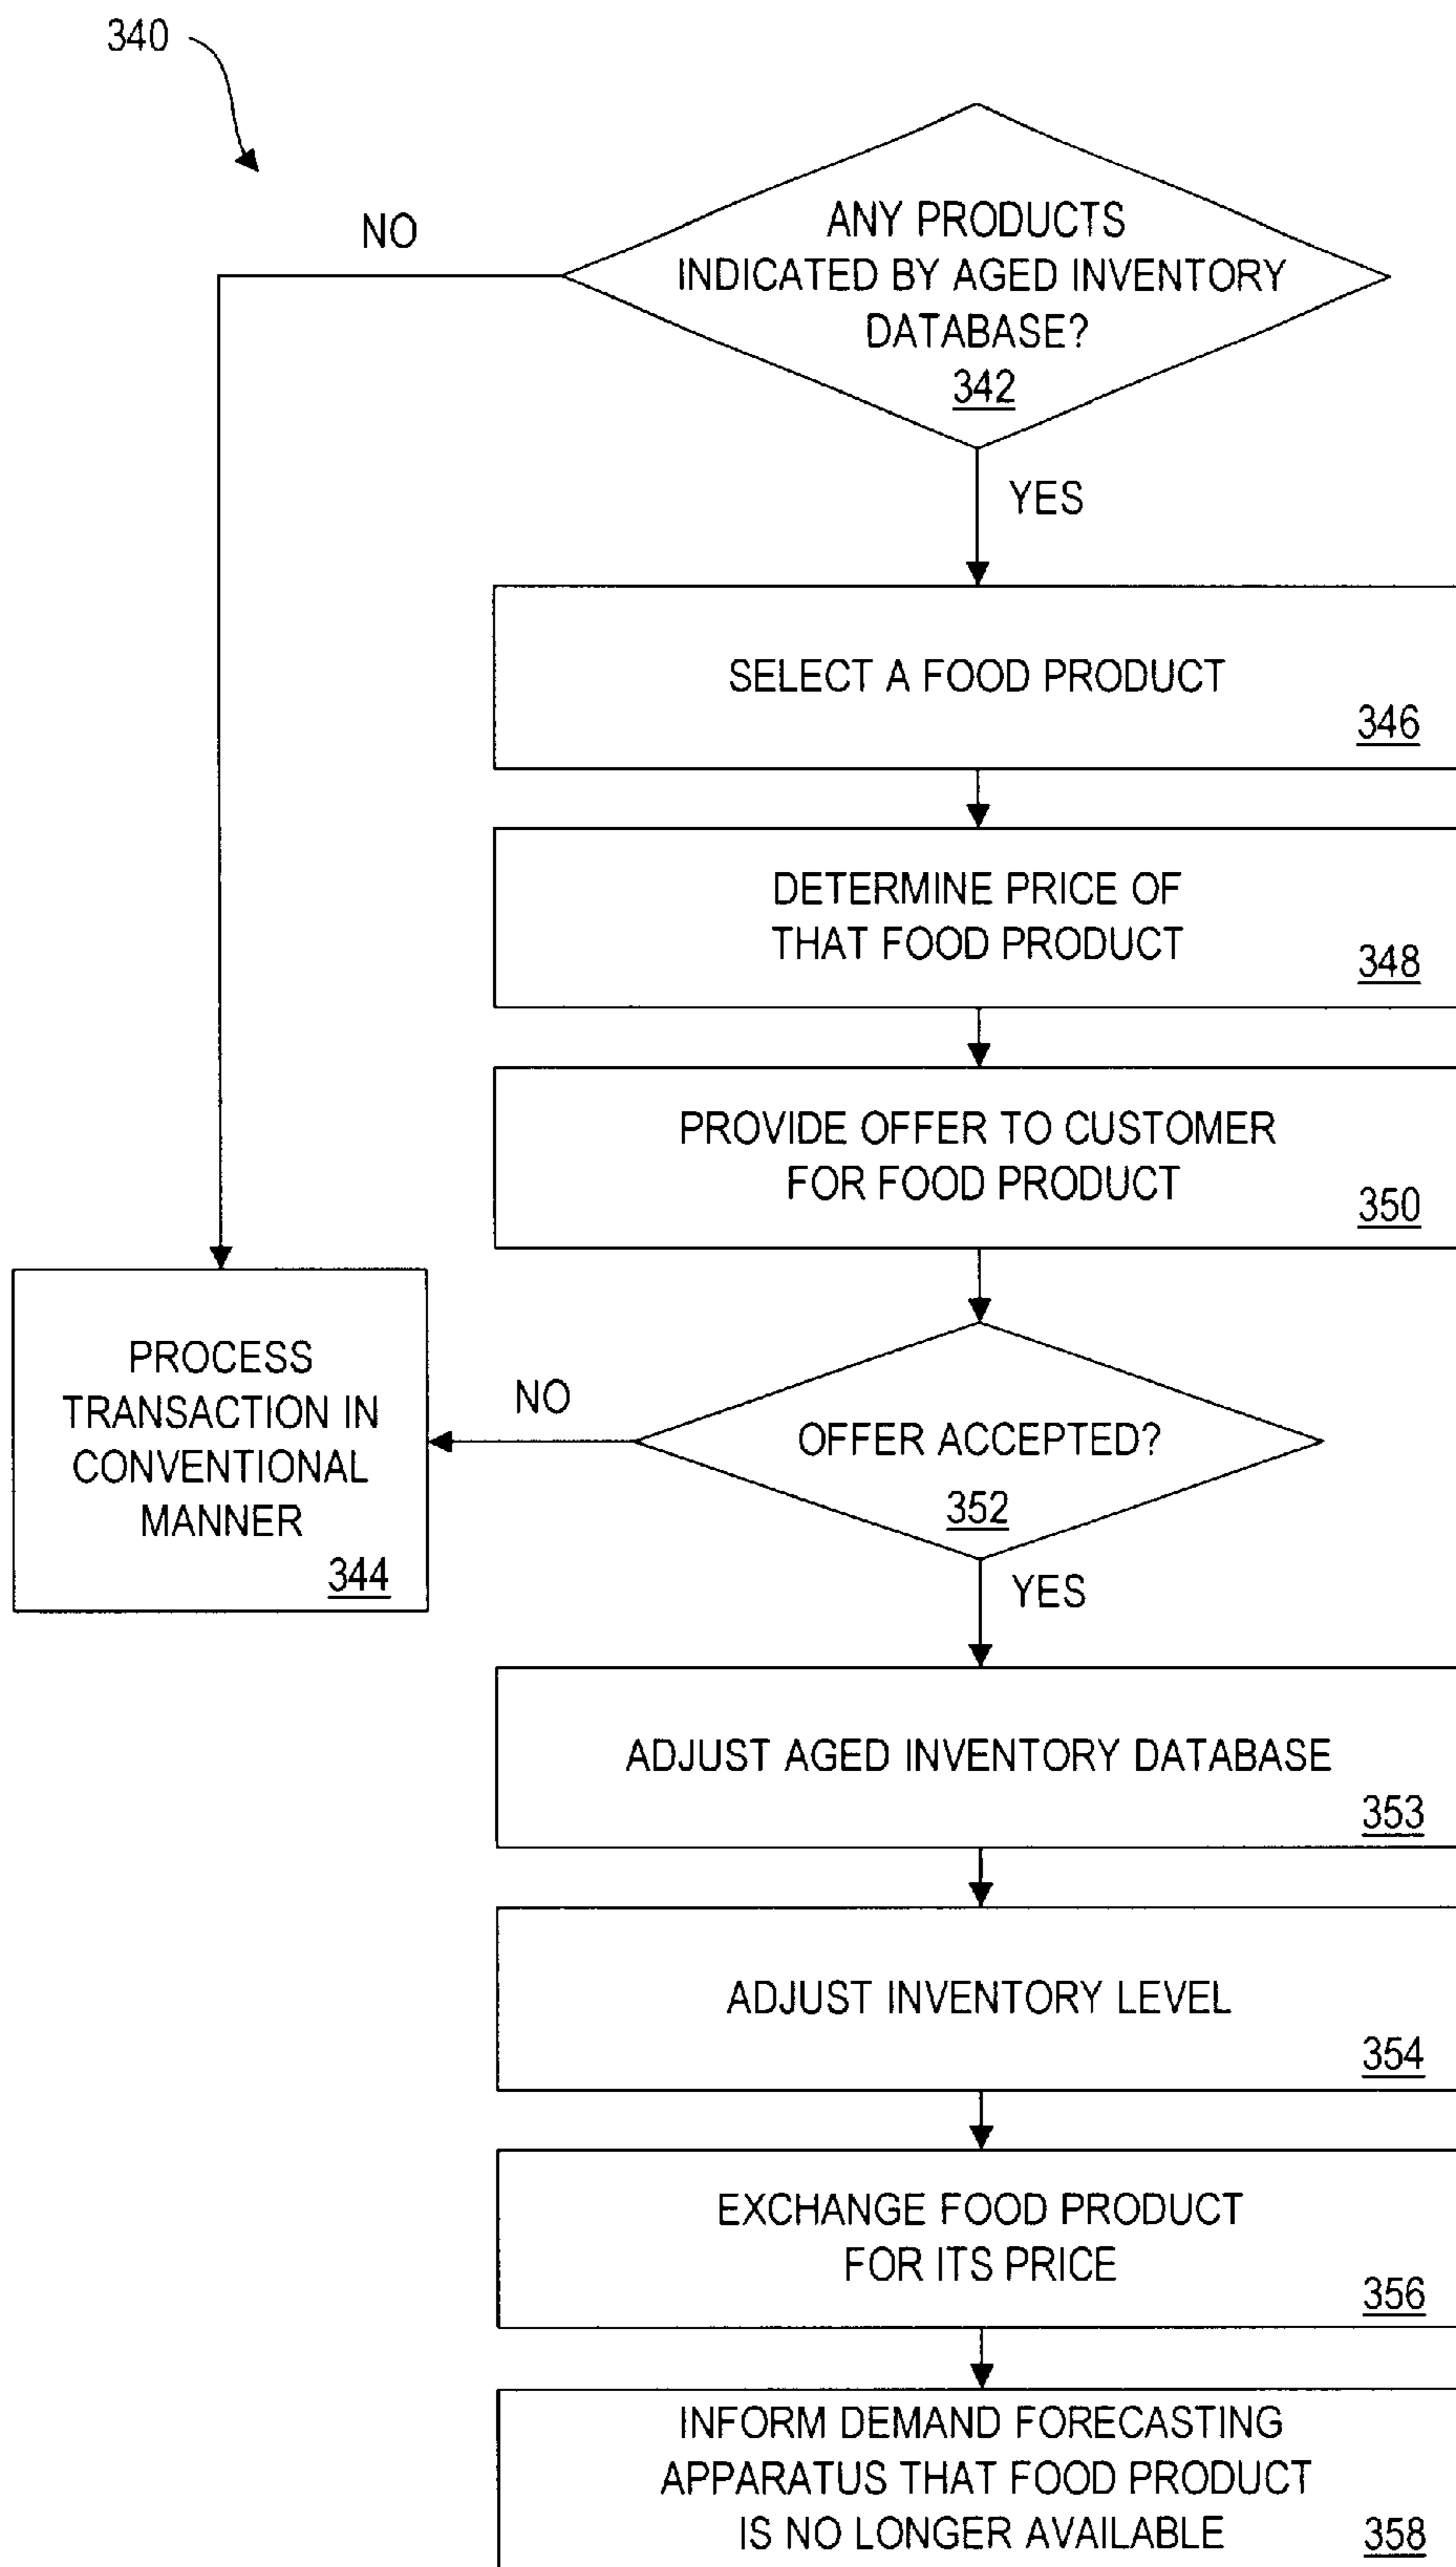 340
NO
ANY PRODUCTS
INDICATED BY AGED INVENTORY
DATABASE?
342
YES
SELECT A FOOD PRODUCT
346
DETERMINE PRICE OF
THAT FOOD PRODUCT
348
PROVIDE OFFER TO CUSTOMER
FOR FOOD PRODUCT
350
PROCESS
TRANSACTION IN
CONVENTIONAL
MANNER
344
NO
OFFER ACCEPTED?
352
YES
ADJUST AGED INVENTORY DATABASE
353
ADJUST INVENTORY LEVEL
354
EXCHANGE FOOD PRODUCT
FOR ITS PRICE
356
INFORM DEMAND FORECASTING
APPARATUS THAT FOOD PRODUCT
IS NO LONGER AVAILABLE
358